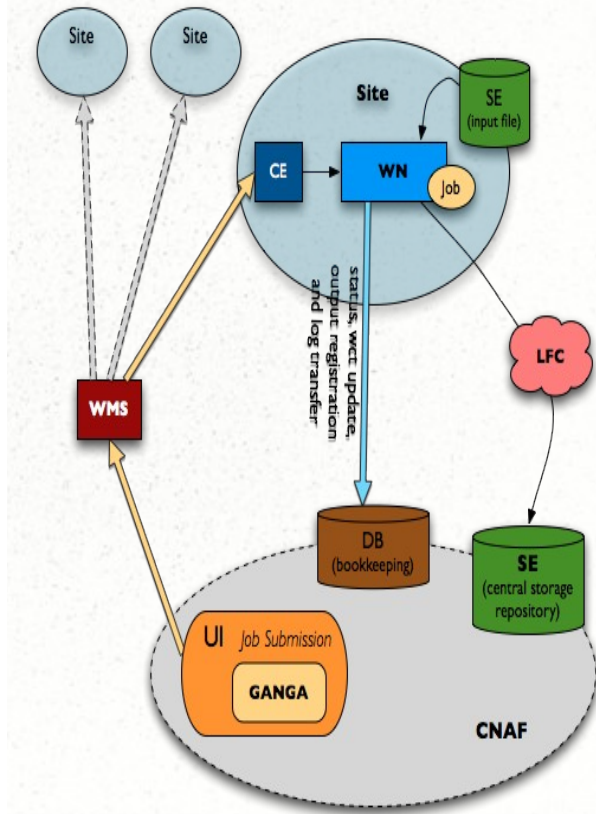 Site
Site
Site
SE
(input file)
CE
WN
Job
status, wct update,
output registration
and log transfer
LFC
WMS
DB
(bookkeeping)
SE
(central storage
repository)
UI Job Submission
GANGA
CNAF